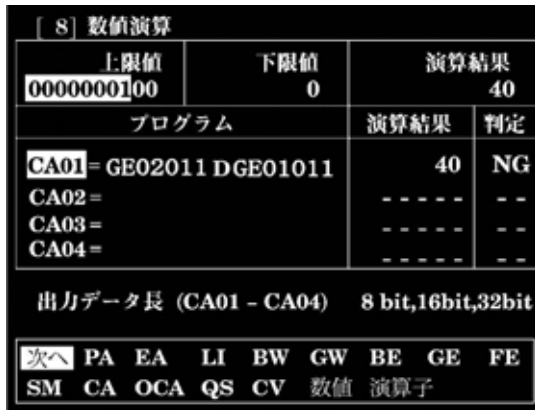 [ 8] 数値演算
上限値 下限値 演算結果
0000000100 0 40
プログラム 演算結果 判定
CA01= GE02011 DGE01011 40 NG
CA02= - - - - - - -
CA03= - - - - - - -
CA04= - - - - - - -
出力データ長 (CA01 - CA04) 8 bit,16bit,32bit
次へ PA EA LI BW GW BE GE FE
SM CA OCA QS CV 数値 演算子